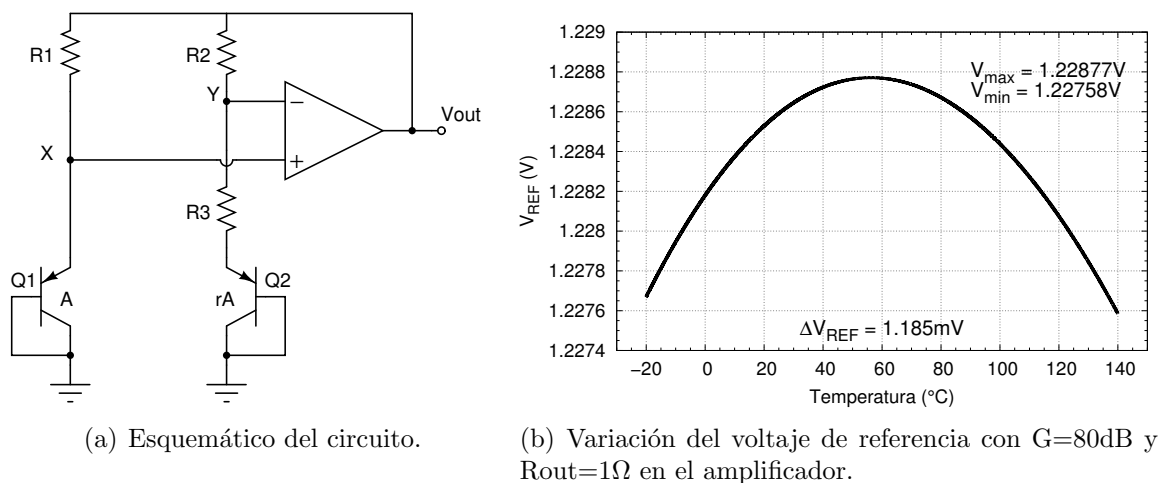 R1
R2
Y
−
Vout
X
+
R3
Q1
A
rA
Q2
(a) Esquemático del circuito.
1.229
1.2288
1.2286
1.2284
1.2282
1.228
1.2278
1.2276
1.2274
V_REF (V)
V_max = 1.22877V
V_min = 1.22758V
ΔV_REF = 1.185mV
−20 0 20 40 60 80 100 120 140
Temperatura (°C)
(b) Variación del voltaje de referencia con G=80dB y
Rout=1Ω en el amplificador.